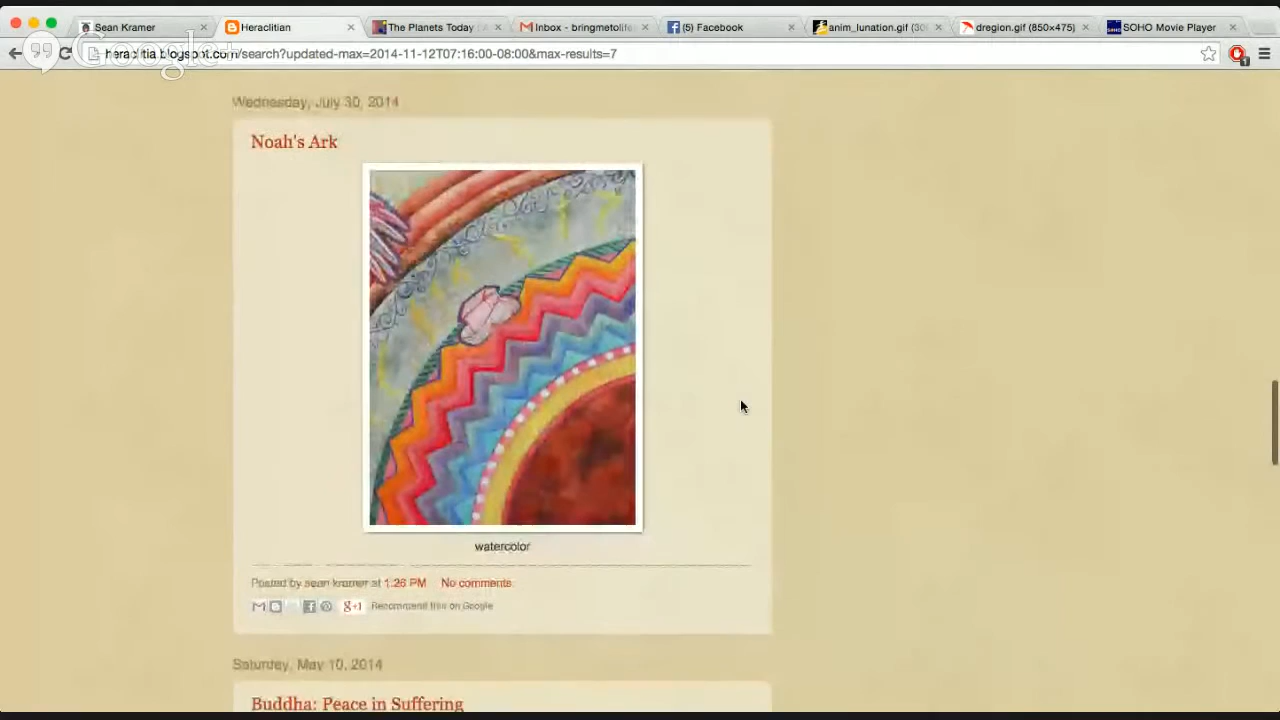 Sean Kramer
Heraclitian
The Planets Today
Inbox - bringmetolife
(5) Facebook
anim_lunation.gif (30
dregion.gif (850×475)
SOHO Movie Player
Google+
heraclitia.blogspot.com/search?updated-max=2014-11-12T07:16:00-08:00&max-results=7
Wednesday, July 30, 2014
Noah's Ark
watercolor
Posted by sean kramer at 1:26 PM No comments:
g+1 Recommend this on Google
Saturday, May 10, 2014
Buddha: Peace in Suffering